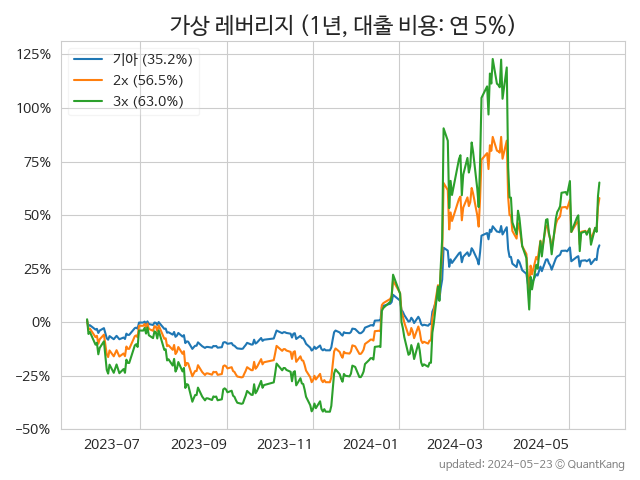 가상 레버리지 (1년, 대출 비용: 연 5%)
125%
100%
75%
50%
25%
0%
−25%
−50%
기아 (35.2%)
2x (56.5%)
3x (63.0%)
2023-07
2023-09
2023-11
2024-01
2024-03
2024-05
updated: 2024-05-23 © QuantKang